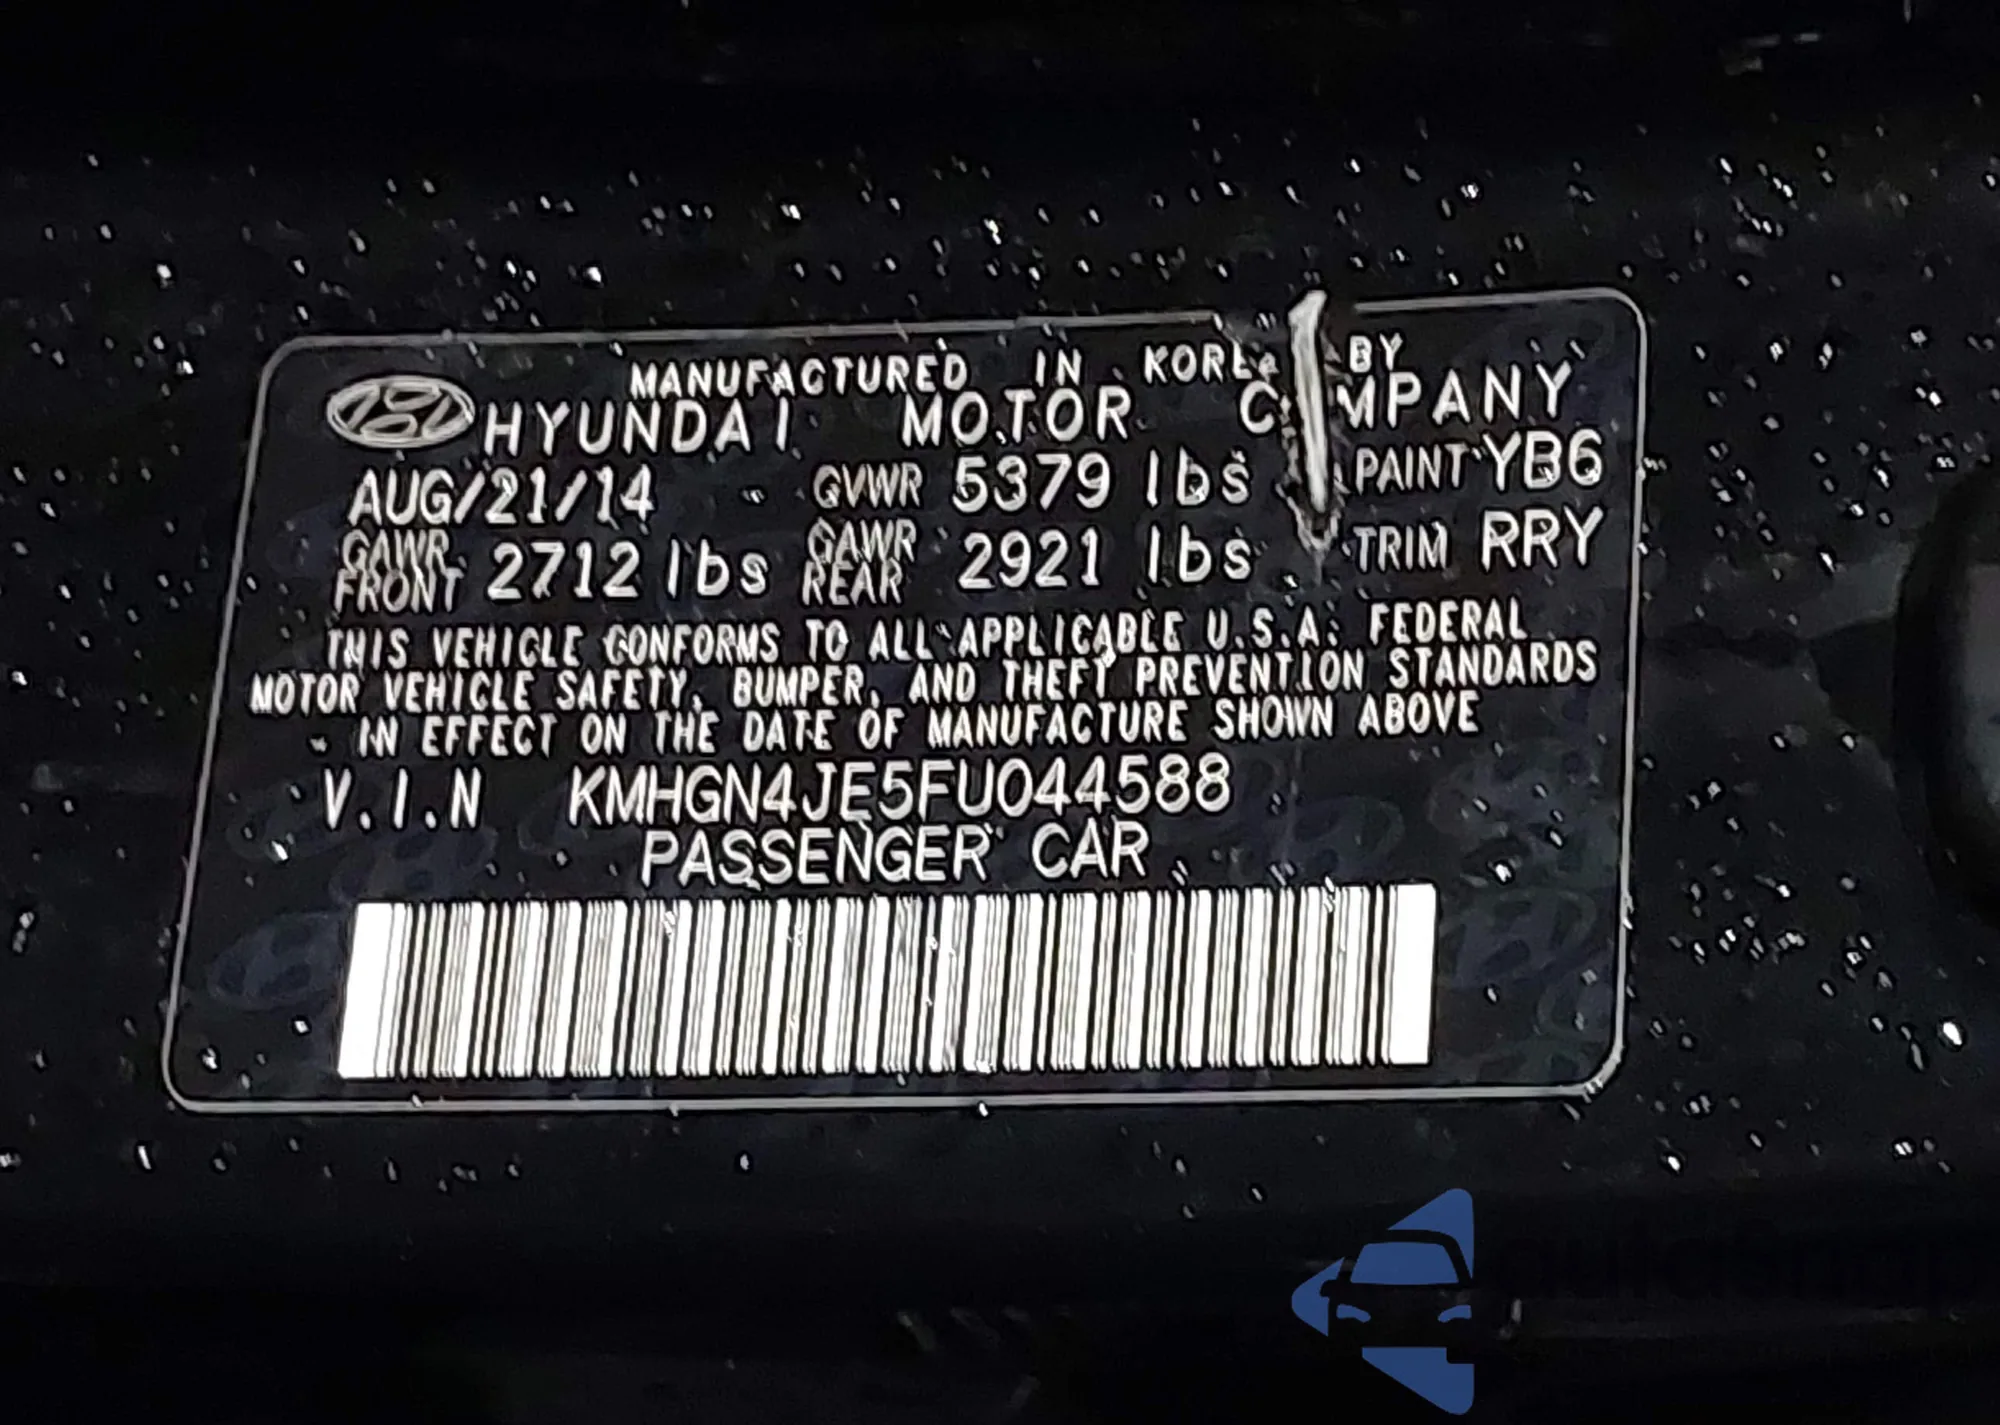 MANUFACTURED IN KOREA BY
HYUNDAI MOTOR COMPANY
AUG/21/14 GVWR 5379 lbs PAINT YB6
GAWR FRONT 2712 lbs GAWR REAR 2921 lbs TRIM RRY
THIS VEHICLE CONFORMS TO ALL APPLICABLE U.S.A. FEDERAL
MOTOR VEHICLE SAFETY, BUMPER, AND THEFT PREVENTION STANDARDS
IN EFFECT ON THE DATE OF MANUFACTURE SHOWN ABOVE
V.I.N KMHGN4JE5FU044588
PASSENGER CAR